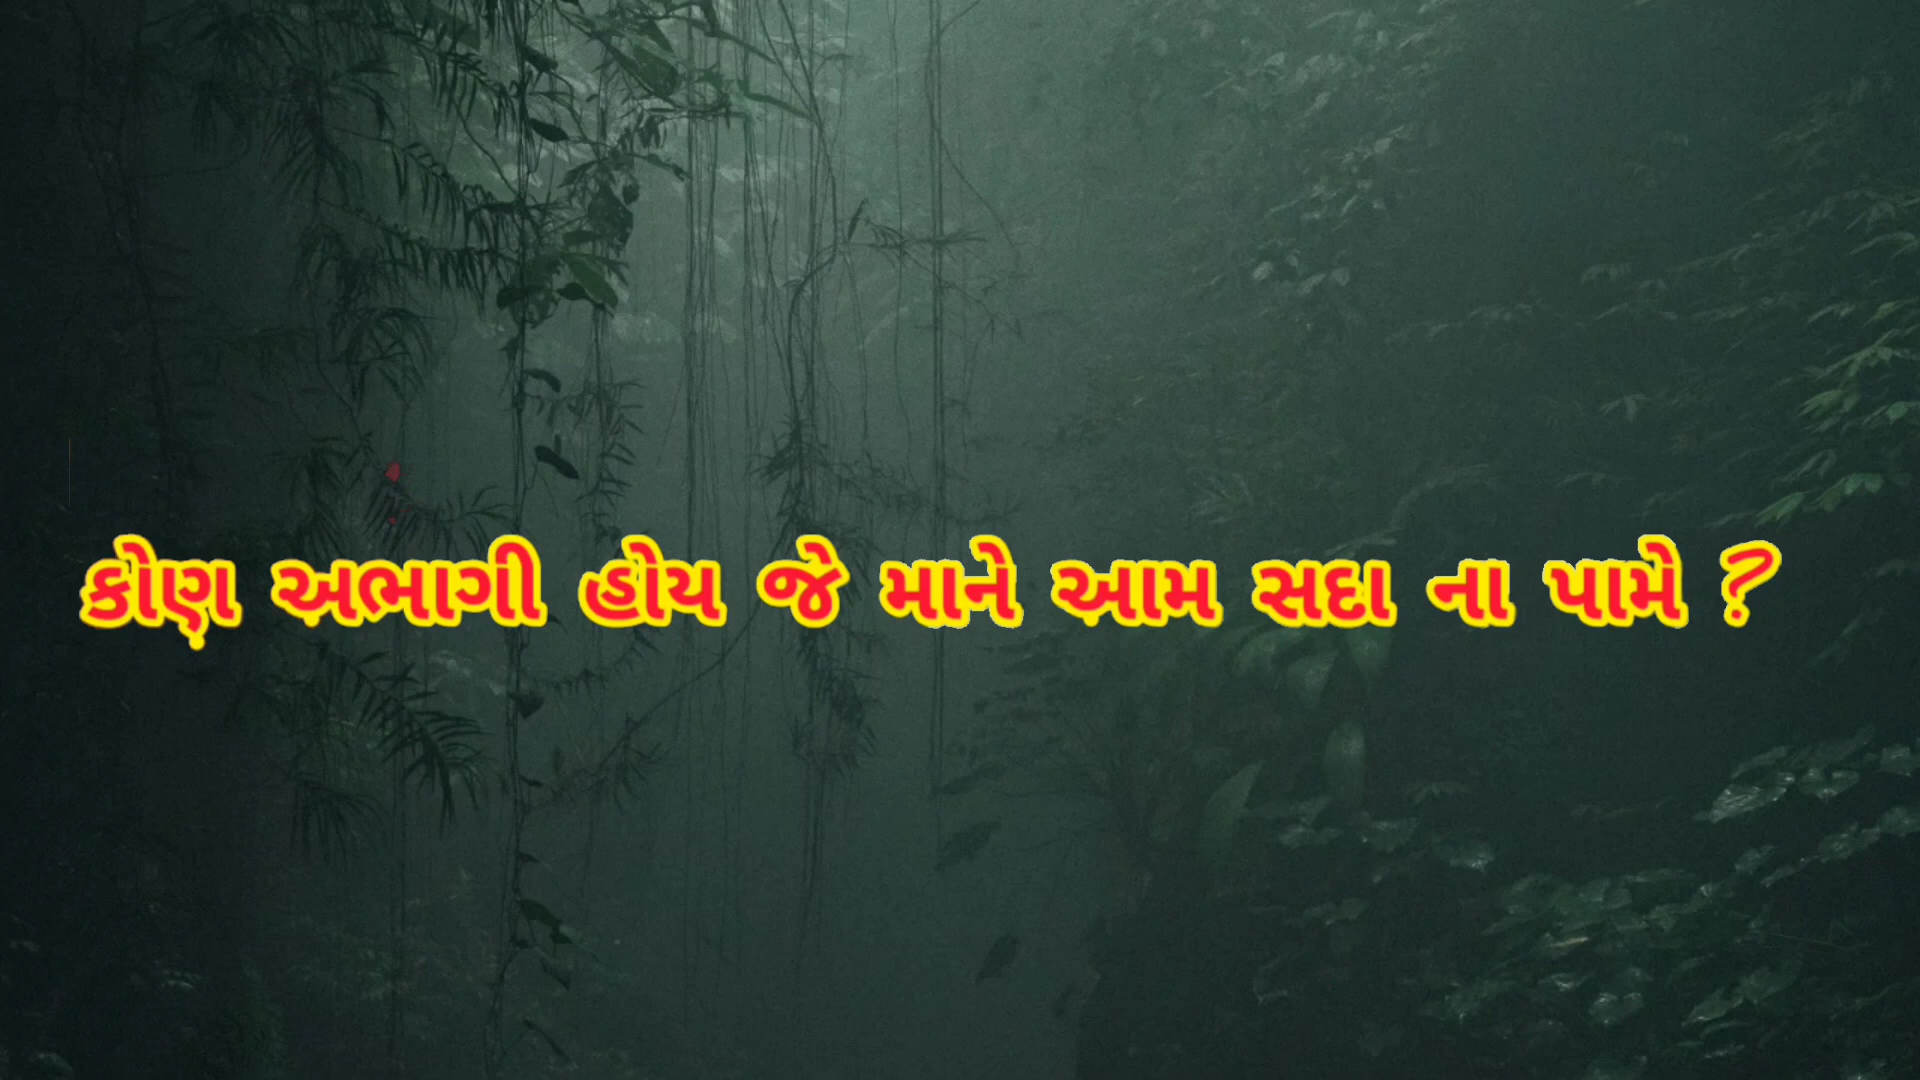 કોણ અભાગી હોય જે માને આમ સદા ના પામે ?